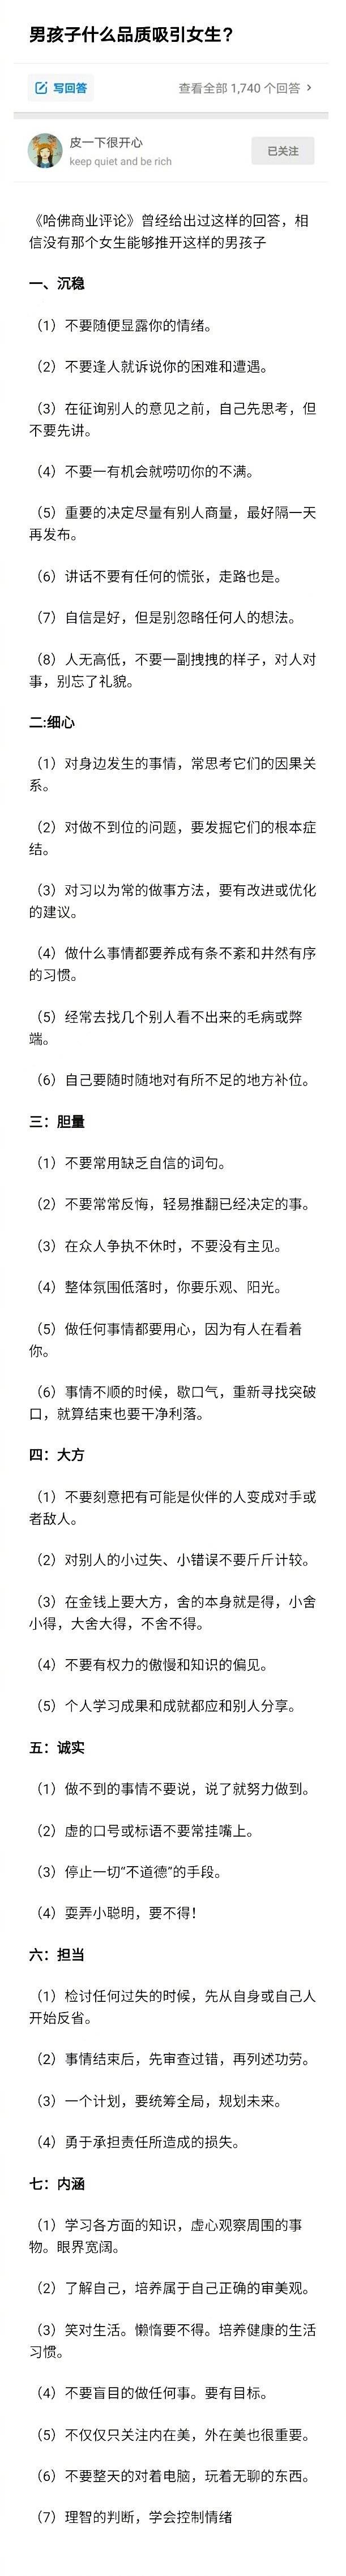 男孩子什么品质吸引女生?
写回答
查看全部 1,740 个回答 >
皮一下很开心
keep quiet and be rich
已关注
《哈佛商业评论》曾经给出过这样的回答，相
信没有那个女生能够推开这样的男孩子
一、沉稳
（1）不要随便显露你的情绪。
（2）不要逢人就诉说你的困难和遭遇。
（3）在征询别人的意见之前，自己先思考，但
不要先讲。
（4）不要一有机会就唠叨你的不满。
（5）重要的决定尽量有别人商量，最好隔一天
再发布。
（6）讲话不要有任何的慌张，走路也是。
（7）自信是好，但是别忽略任何人的想法。
（8）人无高低，不要一副拽拽的样子，对人对
事，别忘了礼貌。
二:细心
（1）对身边发生的事情，常思考它们的因果关
系。
（2）对做不到位的问题，要发掘它们的根本症
结。
（3）对习以为常的做事方法，要有改进或优化
的建议。
（4）做什么事情都要养成有条不紊和井然有序
的习惯。
（5）经常去找几个别人看不出来的毛病或弊
端。
（6）自己要随时随地对有所不足的地方补位。
三：胆量
（1）不要常用缺乏自信的词句。
（2）不要常常反悔，轻易推翻已经决定的事。
（3）在众人争执不休时，不要没有主见。
（4）整体氛围低落时，你要乐观、阳光。
（5）做任何事情都要用心，因为有人在看着
你。
（6）事情不顺的时候，歇口气，重新寻找突破
口，就算结束也要干净利落。
四：大方
（1）不要刻意把有可能是伙伴的人变成对手或
者敌人。
（2）对别人的小过失、小错误不要斤斤计较。
（3）在金钱上要大方，舍的本身就是得，小舍
小得，大舍大得，不舍不得。
（4）不要有权力的傲慢和知识的偏见。
（5）个人学习成果和成就都应和别人分享。
五：诚实
（1）做不到的事情不要说，说了就努力做到。
（2）虚的口号或标语不要常挂嘴上。
（3）停止一切“不道德”的手段。
（4）耍弄小聪明，要不得！
六：担当
（1）检讨任何过失的时候，先从自身或自己人
开始反省。
（2）事情结束后，先审查过错，再列述功劳。
（3）一个计划，要统筹全局，规划未来。
（4）勇于承担责任所造成的损失。
七：内涵
（1）学习各方面的知识，虚心观察周围的事
物。眼界宽阔。
（2）了解自己，培养属于自己正确的审美观。
（3）笑对生活。懒惰要不得。培养健康的生活
习惯。
（4）不要盲目的做任何事。要有目标。
（5）不仅仅只关注内在美，外在美也很重要。
（6）不要整天的对着电脑，玩着无聊的东西。
（7）理智的判断，学会控制情绪